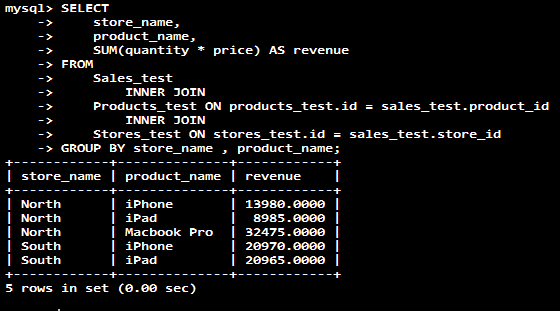 mysql> SELECT
    ->     store_name,
    ->     product_name,
    ->     SUM(quantity * price) AS revenue
    -> FROM
    ->     Sales_test
    ->         INNER JOIN
    ->     Products_test ON products_test.id = sales_test.product_id
    ->         INNER JOIN
    ->     Stores_test ON stores_test.id = sales_test.store_id
    -> GROUP BY store_name , product_name;
+------------+--------------+------------+
| store_name | product_name | revenue    |
+------------+--------------+------------+
| North      | iPhone       | 13980.0000 |
| North      | iPad         |  8985.0000 |
| North      | Macbook Pro  | 32475.0000 |
| South      | iPhone       | 20970.0000 |
| South      | iPad         | 20965.0000 |
+------------+--------------+------------+
5 rows in set (0.00 sec)